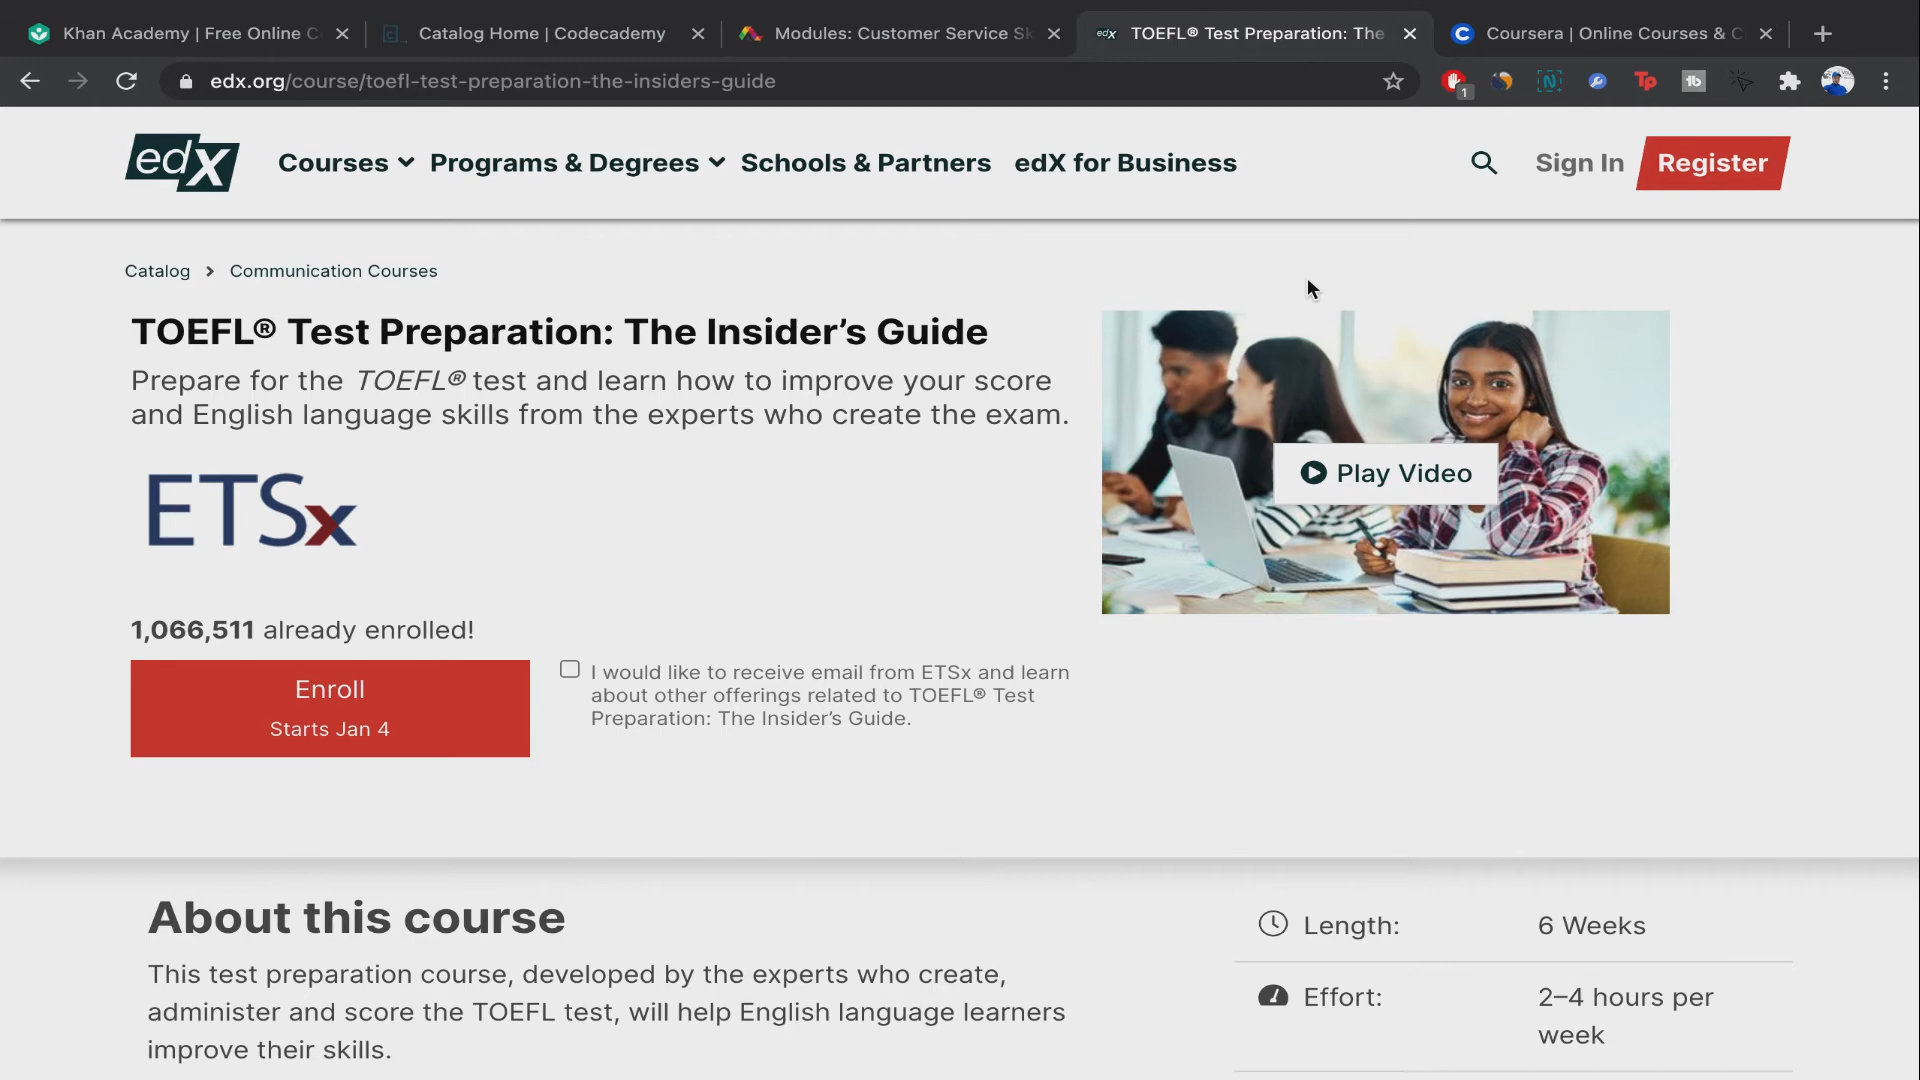 Khan Academy | Free Online C
Catalog Home | Codecademy
Modules: Customer Service Sk
edX
TOEFL® Test Preparation: The
Coursera | Online Courses & C
edx.org/course/toefl-test-preparation-the-insiders-guide
1
N
Tp
tb
edX
Courses
Programs & Degrees
Schools & Partners
edX for Business
Sign In
Register
Catalog > Communication Courses
TOEFL® Test Preparation: The Insider’s Guide
Prepare for the TOEFL® test and learn how to improve your score
and English language skills from the experts who create the exam.
Play Video
ETSx
1,066,511 already enrolled!
Enroll
Starts Jan 4
I would like to receive email from ETSx and learn
about other offerings related to TOEFL® Test
Preparation: The Insider’s Guide.
About this course
This test preparation course, developed by the experts who create,
administer and score the TOEFL test, will help English language learners
improve their skills.
Length: 6 Weeks
Effort: 2–4 hours per
week